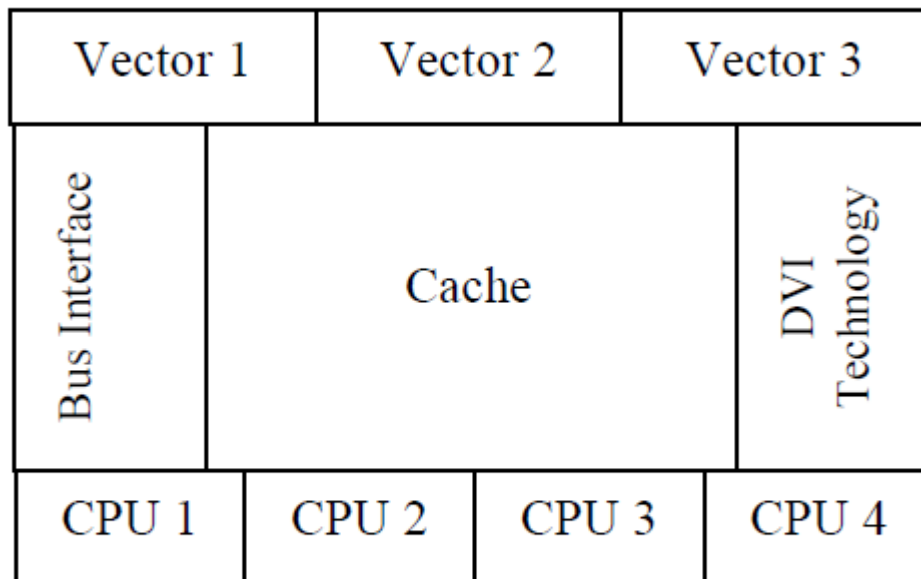 Vector 1
Vector 2
Vector 3
Bus Interface
Cache
DVI
Technology
CPU 1
CPU 2
CPU 3
CPU 4